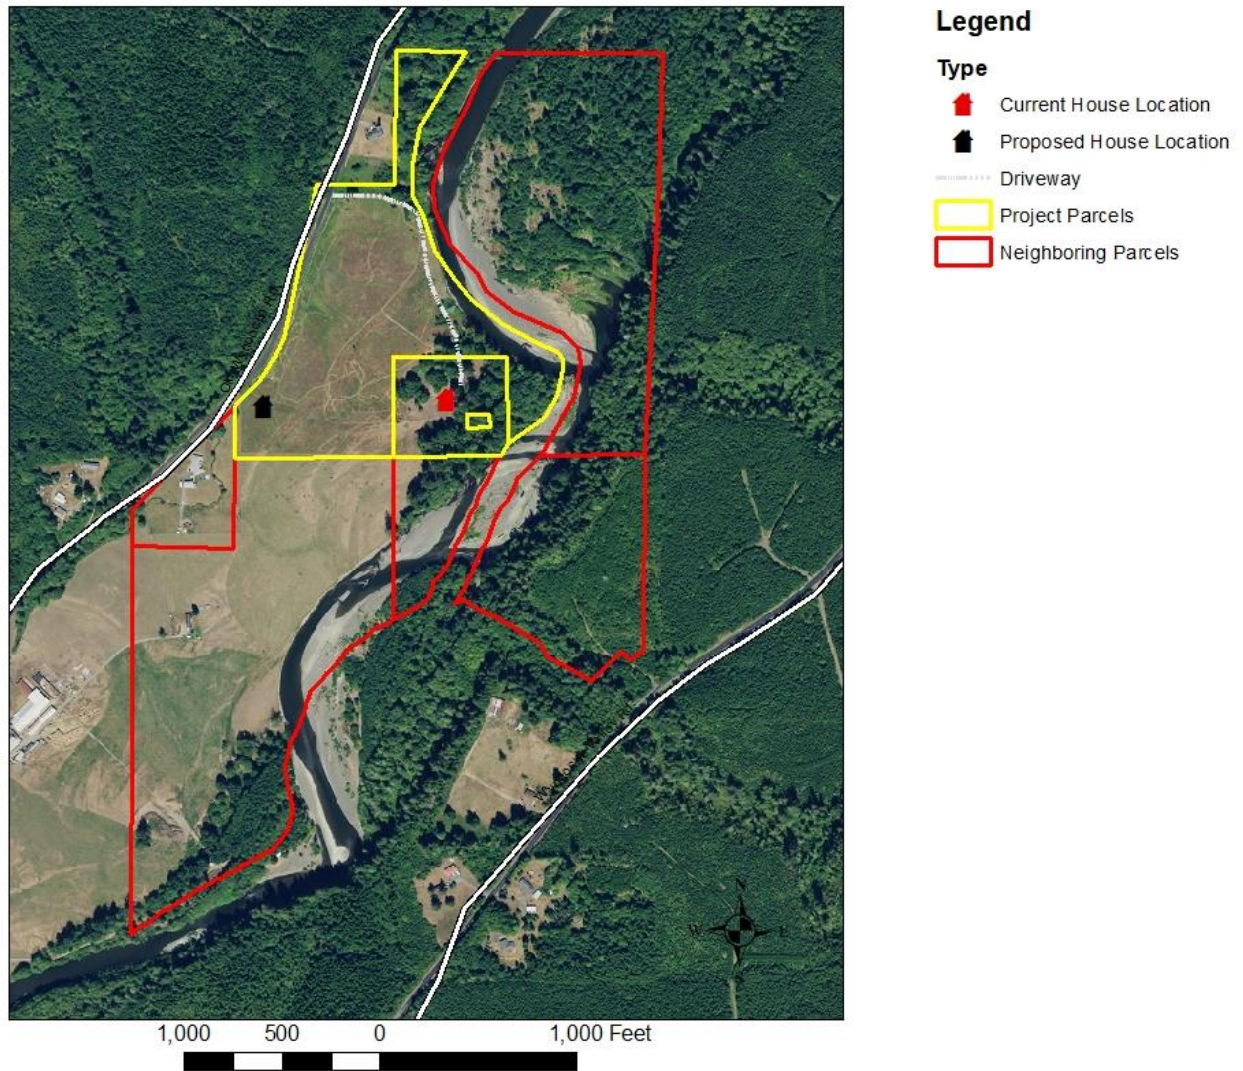 Legend
Type
Current House Location
Proposed House Location
Driveway
Project Parcels
Neighboring Parcels
N
W E
1,000 500 0 1,000 Feet